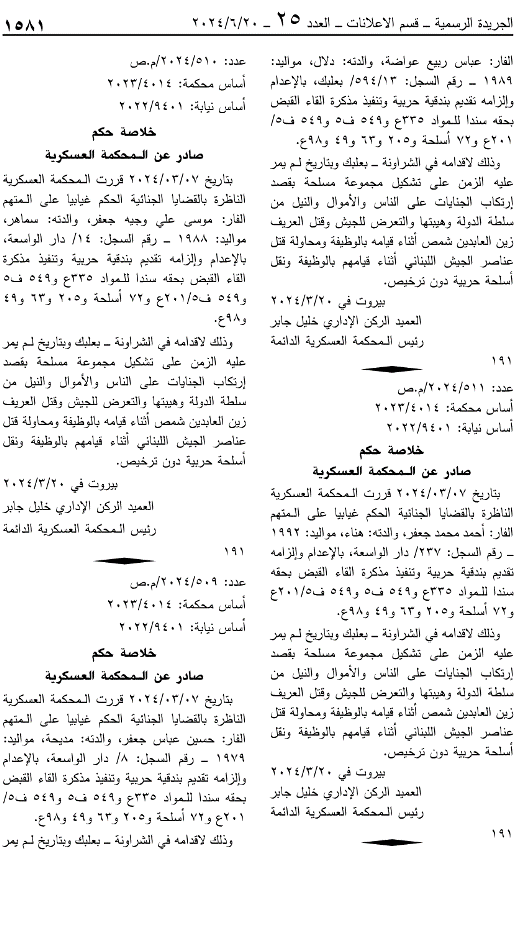 الجريدة الرسمية ــ قسم الاعلانات ــ العدد ٢٥ ــ ٢٠٢٤/٦/٢٠
١٥٨١
الفار: عباس ربيع عواضة، والدته: دلال، مواليد:
١٩٨٩ ــ رقم السجل: ٥٩٤/١٣/ بعلبك، بالإعدام
وإلزامه تقديم بندقية حربية وتنفيذ مذكرة القاء القبض
بحقه سندا للمواد ٣٣٥ع و٥٤٩ ف٥ و٥٤٩ ف٥/
٢٠١ع و٧٢ أسلحة و٢٠٥ و٦٣ و٤٩ و٩٨ع.
وذلك لاقدامه في الشراونة ــ بعلبك وبتاريخ لم يمر
عليه الزمن على تشكيل مجموعة مسلحة بقصد
إرتكاب الجنايات على الناس والأموال والنيل من
سلطة الدولة وهيبتها والتعرض للجيش وقتل العريف
زين العابدين شمص أثناء قيامه بالوظيفة ومحاولة قتل
عناصر الجيش اللبناني أثناء قيامهم بالوظيفة ونقل
أسلحة حربية دون ترخيص.
بيروت في ٢٠٢٤/٣/٢٠
العميد الركن الإداري خليل جابر
رئيس المحكمة العسكرية الدائمة
١٩١
عدد: ٢٠٢٤/٥١١/م.ص
أساس محكمة: ٢٠٢٣/٤٠١٤
أساس نيابة: ٢٠٢٢/٩٤٠١
خلاصة حكم
صادر عن المحكمة العسكرية
بتاريخ ٢٠٢٤/٠٣/٠٧ قررت المحكمة العسكرية
الناظرة بالقضايا الجنائية الحكم غيابيا على المتهم
الفار: أحمد محمد جعفر، والدته: هناء، مواليد: ١٩٩٢
ــ رقم السجل: ٢٣٧/ دار الواسعة، بالإعدام وإلزامه
تقديم بندقية حربية وتنفيذ مذكرة القاء القبض بحقه
سندا للمواد ٣٣٥ع و٥٤٩ ف٥ و٥٤٩ ف٢٠١/٥ع
و٧٢ أسلحة و٢٠٥ و٦٣ و٤٩ و٩٨ع.
وذلك لاقدامه في الشراونة ــ بعلبك وبتاريخ لم يمر
عليه الزمن على تشكيل مجموعة مسلحة بقصد
إرتكاب الجنايات على الناس والأموال والنيل من
سلطة الدولة وهيبتها والتعرض للجيش وقتل العريف
زين العابدين شمص أثناء قيامه بالوظيفة ومحاولة قتل
عناصر الجيش اللبناني أثناء قيامهم بالوظيفة ونقل
أسلحة حربية دون ترخيص.
بيروت في ٢٠٢٤/٣/٢٠
العميد الركن الإداري خليل جابر
رئيس المحكمة العسكرية الدائمة
١٩١
عدد: ٢٠٢٤/٥١٠/م.ص
أساس محكمة: ٢٠٢٣/٤٠١٤
أساس نيابة: ٢٠٢٢/٩٤٠١
خلاصة حكم
صادر عن المحكمة العسكرية
بتاريخ ٢٠٢٤/٠٣/٠٧ قررت المحكمة العسكرية
الناظرة بالقضايا الجنائية الحكم غيابيا على المتهم
الفار: موسى علي وجيه جعفر، والدته: سماهر،
مواليد: ١٩٨٨ ــ رقم السجل: ١٤/ دار الواسعة،
بالإعدام وإلزامه تقديم بندقية حربية وتنفيذ مذكرة
القاء القبض بحقه سندا للمواد ٣٣٥ع و٥٤٩ ف٥
و٥٤٩ ف٢٠١/٥ع و٧٢ أسلحة و٢٠٥ و٦٣ و٤٩
و٩٨ع.
وذلك لاقدامه في الشراونة ــ بعلبك وبتاريخ لم يمر
عليه الزمن على تشكيل مجموعة مسلحة بقصد
إرتكاب الجنايات على الناس والأموال والنيل من
سلطة الدولة وهيبتها والتعرض للجيش وقتل العريف
زين العابدين شمص أثناء قيامه بالوظيفة ومحاولة قتل
عناصر الجيش اللبناني أثناء قيامهم بالوظيفة ونقل
أسلحة حربية دون ترخيص.
بيروت في ٢٠٢٤/٣/٢٠
العميد الركن الإداري خليل جابر
رئيس المحكمة العسكرية الدائمة
١٩١
عدد: ٢٠٢٤/٥٠٩/م.ص
أساس محكمة: ٢٠٢٣/٤٠١٤
أساس نيابة: ٢٠٢٢/٩٤٠١
خلاصة حكم
صادر عن المحكمة العسكرية
بتاريخ ٢٠٢٤/٠٣/٠٧ قررت المحكمة العسكرية
الناظرة بالقضايا الجنائية الحكم غيابيا على المتهم
الفار: حسين عباس جعفر، والدته: مديحة، مواليد:
١٩٧٩ ــ رقم السجل: ٨/ دار الواسعة، بالإعدام
وإلزامه تقديم بندقية حربية وتنفيذ مذكرة القاء القبض
بحقه سندا للمواد ٣٣٥ع و٥٤٩ ف٥ و٥٤٩ ف٥/
٢٠١ع و٧٢ أسلحة و٢٠٥ و٦٣ و٤٩ و٩٨ع.
وذلك لاقدامه في الشراونة ــ بعلبك وبتاريخ لم يمر